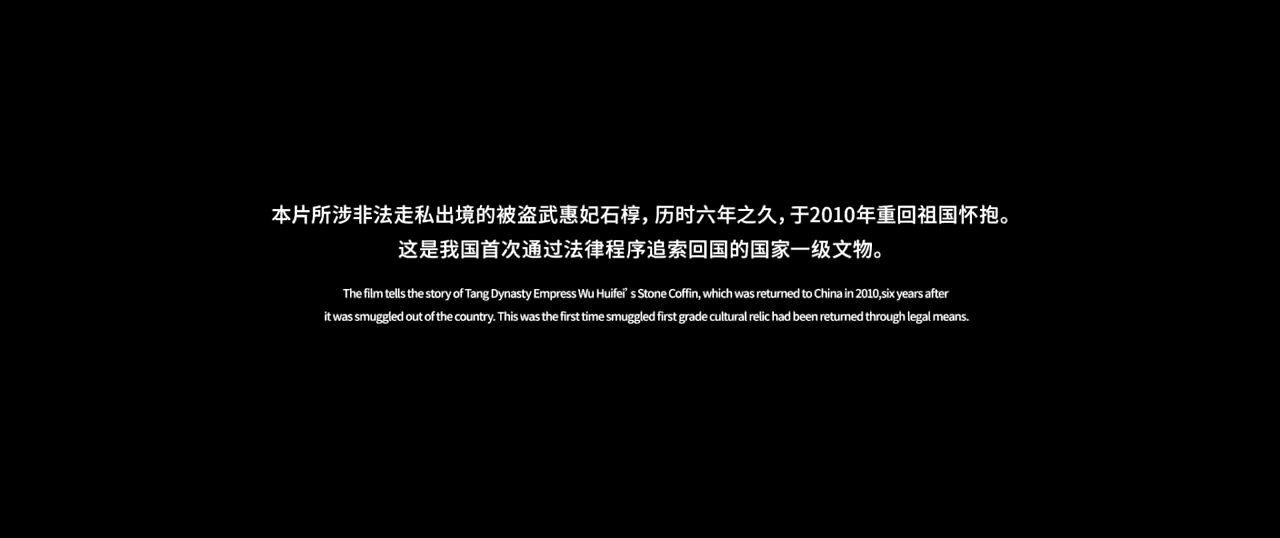 本片所涉非法走私出境的被盗武惠妃石椁，历时六年之久，于2010年重回祖国怀抱。
这是我国首次通过法律程序追索回国的国家一级文物。
The film tells the story of Tang Dynasty Empress Wu Huifei’s Stone Coffin, which was returned to China in 2010,six years after
it was smuggled out of the country. This was the first time smuggled first grade cultural relic had been returned through legal means.